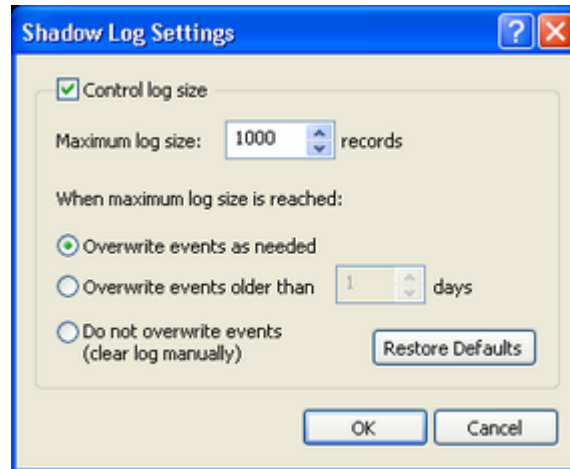 Shadow Log Settings
Control log size
Maximum log size: 1000 records
When maximum log size is reached:
Overwrite events as needed
Overwrite events older than 1 days
Do not overwrite events
(clear log manually)
Restore Defaults
OK Cancel